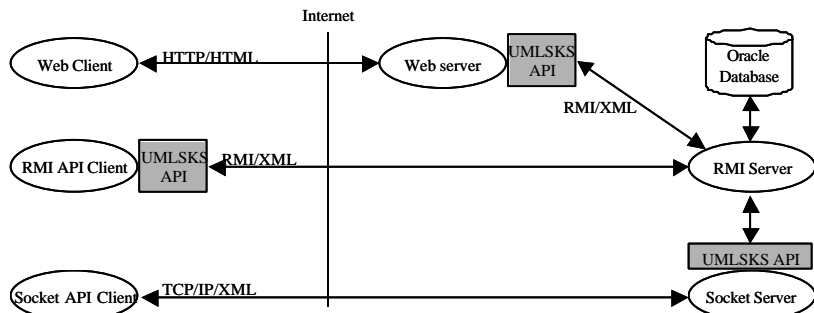 Internet
Web Client
HTTP/HTML
Web server
UMLSKS
API
Oracle
Database
RMI/XML
RMI API Client
UMLSKS
API
RMI/XML
RMI Server
UMLSKS API
Socket API Client
TCP/IP/XML
Socket Server